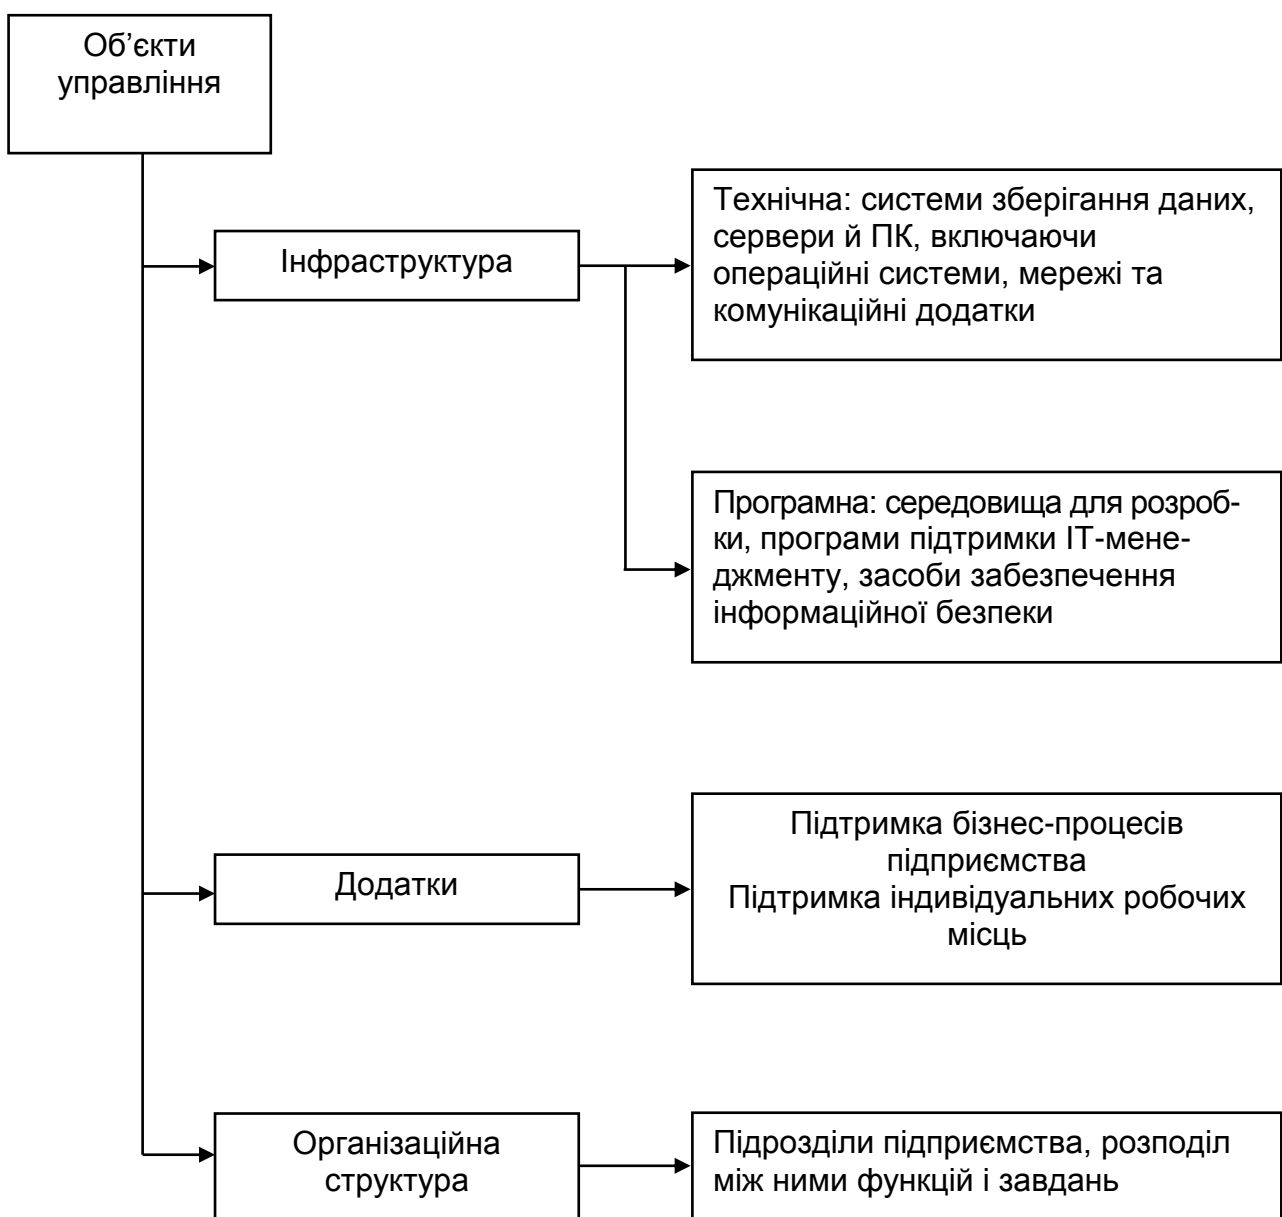 Об’єкти
управління
Інфраструктура
Технічна: системи зберігання даних,
сервери й ПК, включаючи
операційні системи, мережі та
комунікаційні додатки
Програмна: середовища для розроб-
ки, програми підтримки ІТ-мене-
джменту, засоби забезпечення
інформаційної безпеки
Додатки
Підтримка бізнес-процесів
підприємства
Підтримка індивідуальних робочих
місць
Організаційна
структура
Підрозділи підприємства, розподіл
між ними функцій і завдань